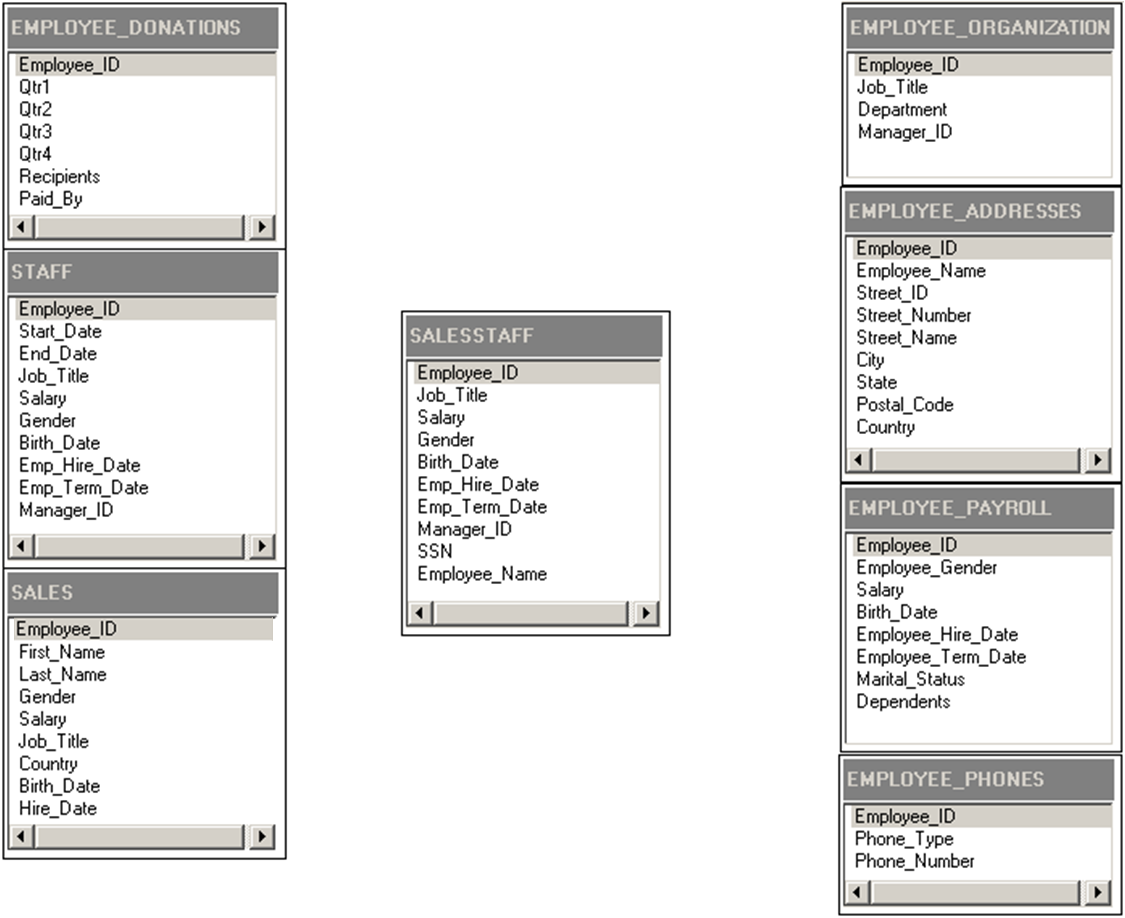 EMPLOYEE_DONATIONS
Employee_ID
Qtr1
Qtr2
Qtr3
Qtr4
Recipients
Paid_By
STAFF
Employee_ID
Start_Date
End_Date
Job_Title
Salary
Gender
Birth_Date
Emp_Hire_Date
Emp_Term_Date
Manager_ID
SALES
Employee_ID
First_Name
Last_Name
Gender
Salary
Job_Title
Country
Birth_Date
Hire_Date
SALESSTAFF
Employee_ID
Job_Title
Salary
Gender
Birth_Date
Emp_Hire_Date
Emp_Term_Date
Manager_ID
SSN
Employee_Name
EMPLOYEE_ORGANIZATION
Employee_ID
Job_Title
Department
Manager_ID
EMPLOYEE_ADDRESSES
Employee_ID
Employee_Name
Street_ID
Street_Number
Street_Name
City
State
Postal_Code
Country
EMPLOYEE_PAYROLL
Employee_ID
Employee_Gender
Salary
Birth_Date
Employee_Hire_Date
Employee_Term_Date
Marital_Status
Dependents
EMPLOYEE_PHONES
Employee_ID
Phone_Type
Phone_Number